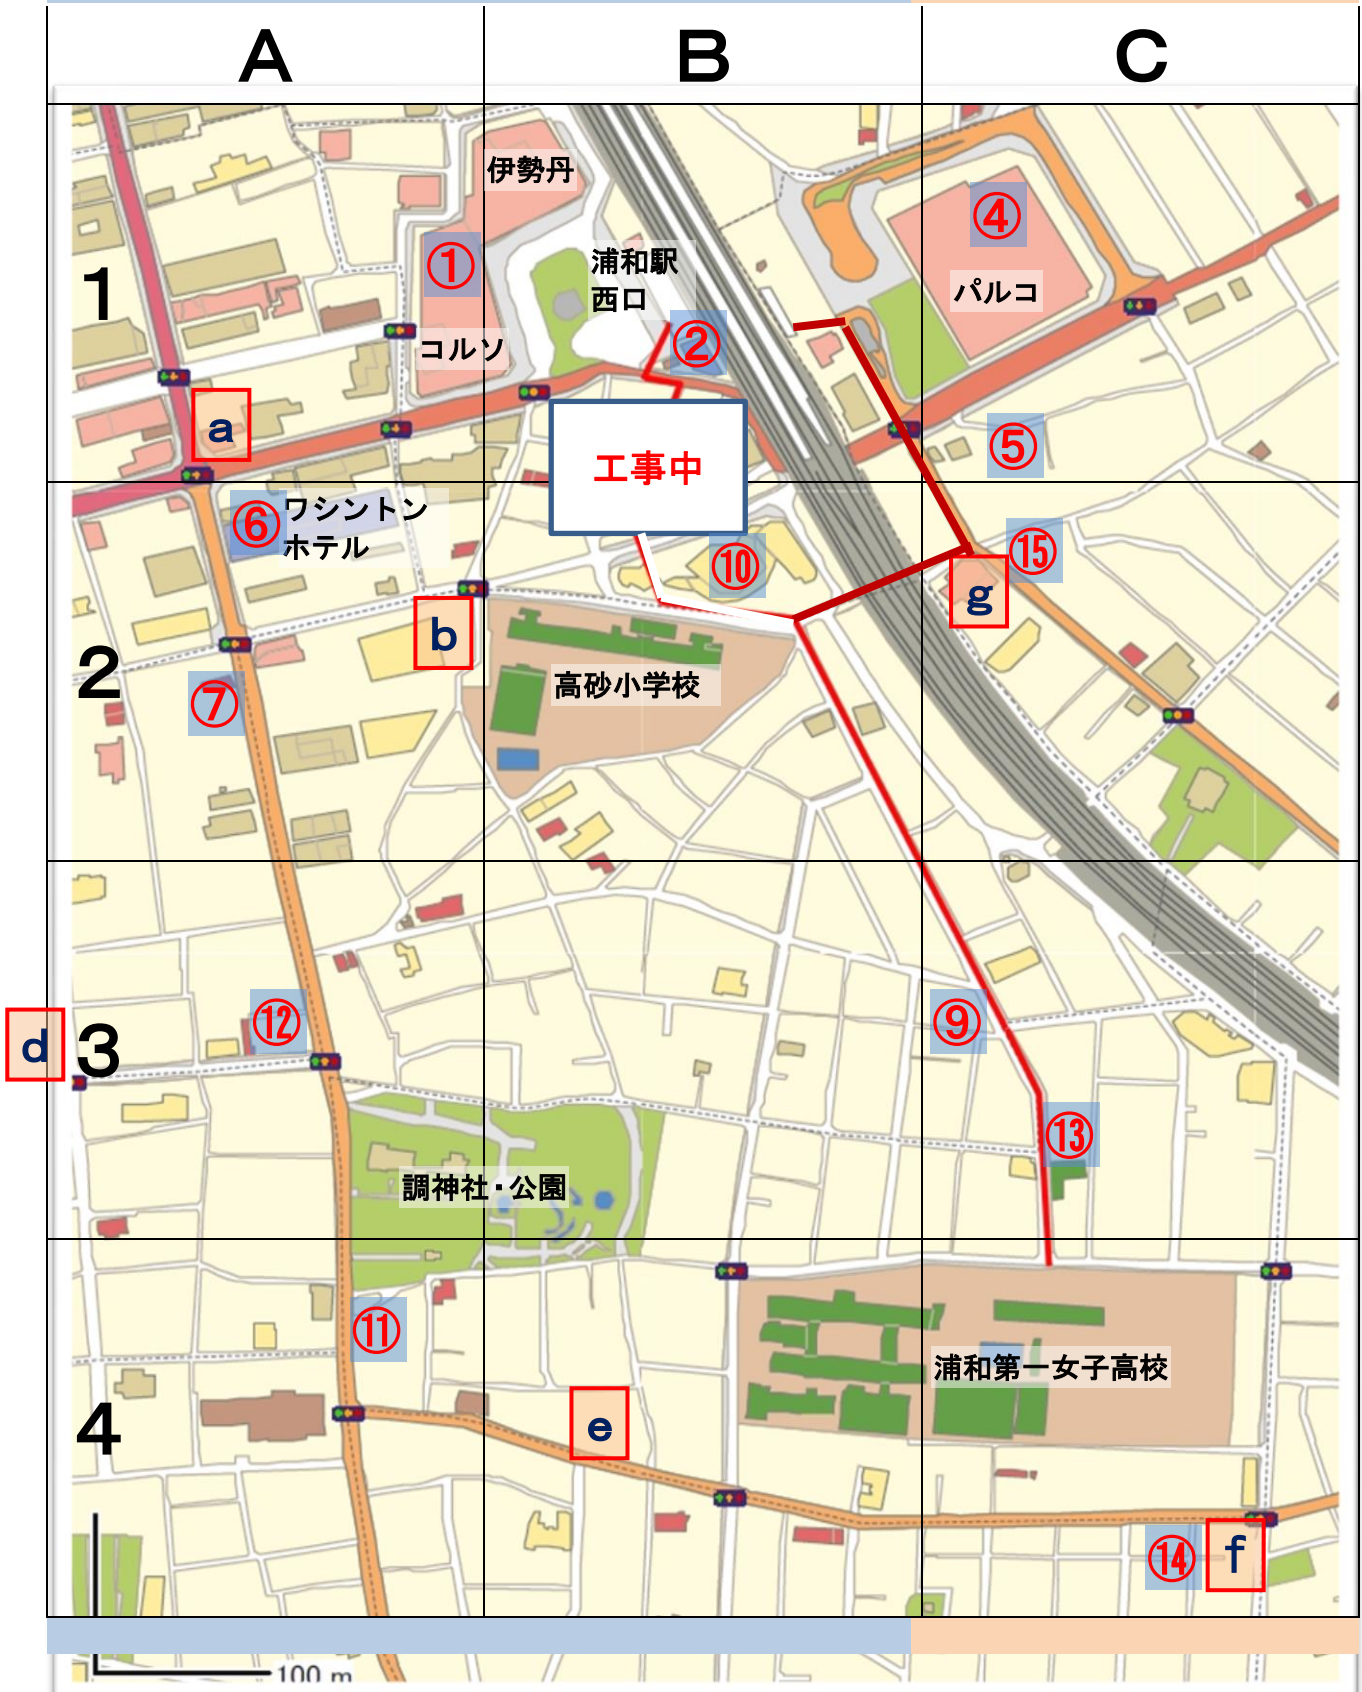 A B C
伊勢丹
④
① 浦和駅
西口
1 パルコ
②
コルソ
a
⑤
工事中
⑥ ワシントン
ホテル
⑮
⑩
g
b
2 高砂小学校
⑦
⑫ ⑨
d 3
⑬
調神社・公園
⑪
浦和第一女子高校
4 e
⑭ f
100 m